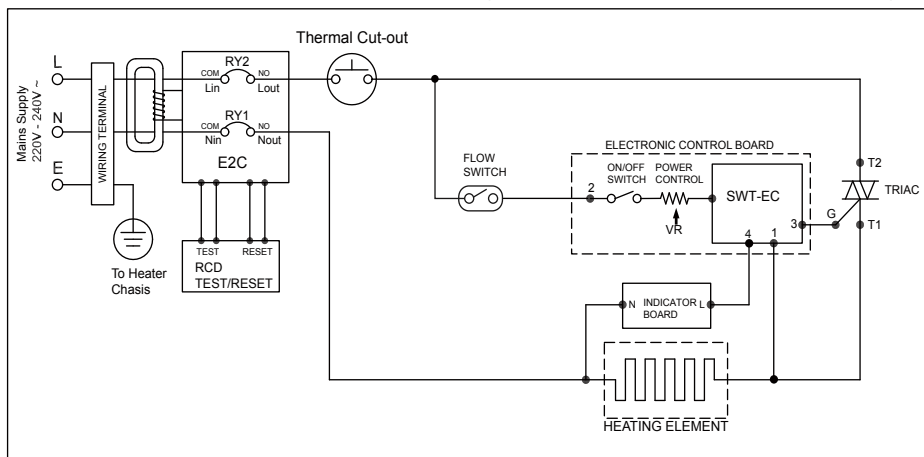 Mains Supply
220V - 240V ~
L
N
E
WIRING TERMINAL
To Heater
Chasis
RY2
COM
NO
Lin
Lout
RY1
COM
NO
Nin
Nout
E2C
TEST
RESET
RCD
TEST/RESET
Thermal Cut-out
FLOW
SWITCH
ELECTRONIC CONTROL BOARD
2
ON/OFF
SWITCH
POWER
CONTROL
VR
SWT-EC
3
4
1
G
T2
TRIAC
T1
N
INDICATOR
BOARD
L
HEATING ELEMENT